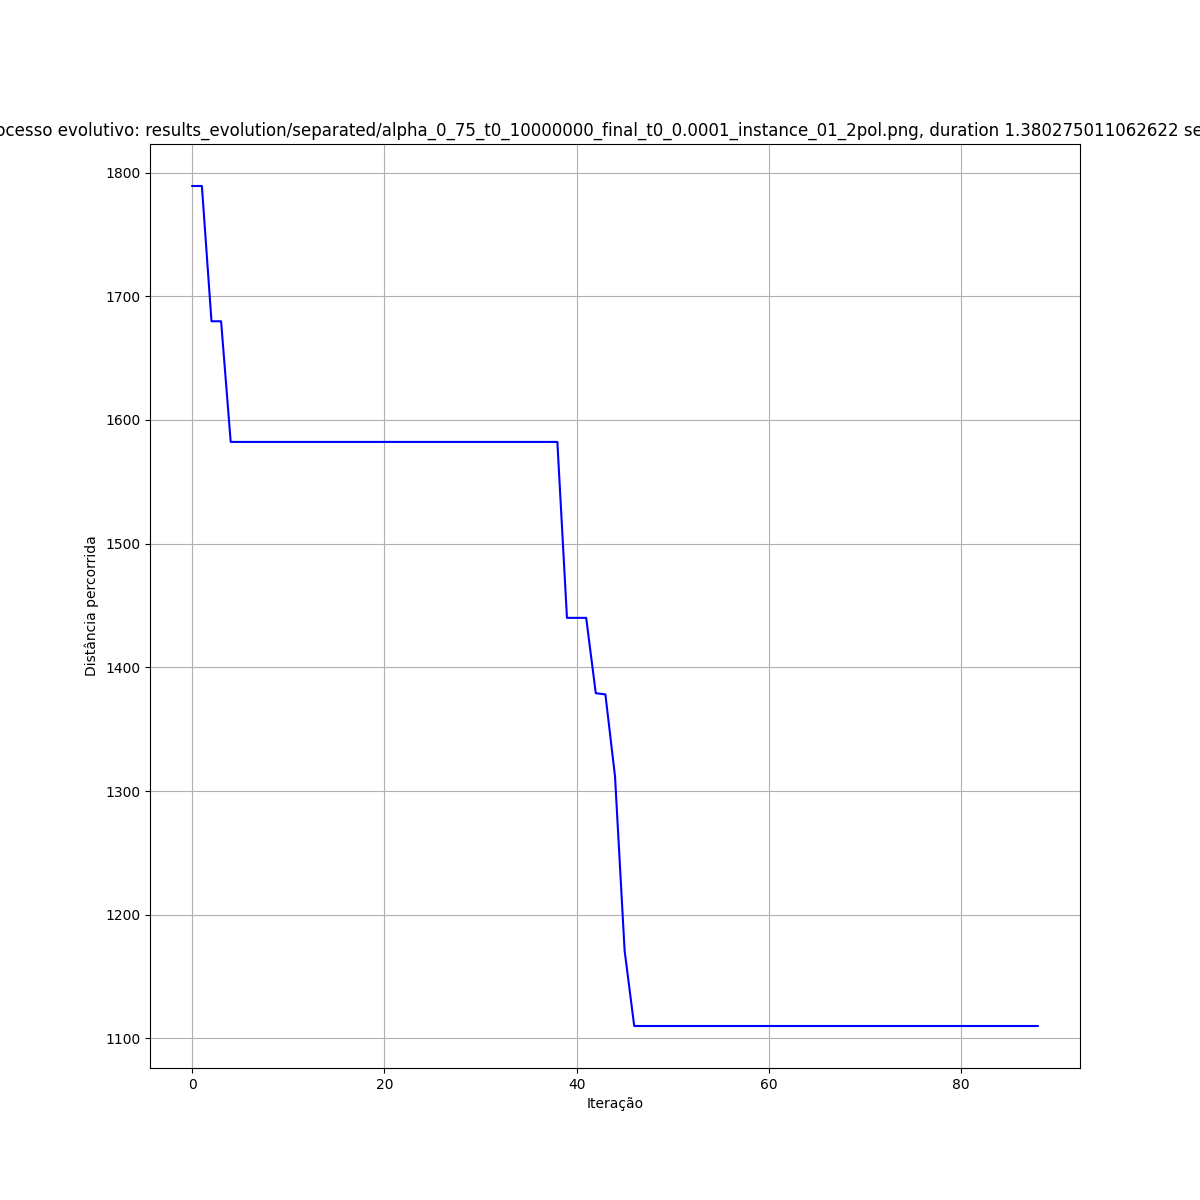 ocesso evolutivo: results_evolution/separated/alpha_0_75_t0_10000000_final_t0_0.0001_instance_01_2pol.png, duration 1.380275011062622 se
1800
1700
1600
1500
1400
1300
1200
1100
Distância percorrida
0 20 40 60 80
Iteração